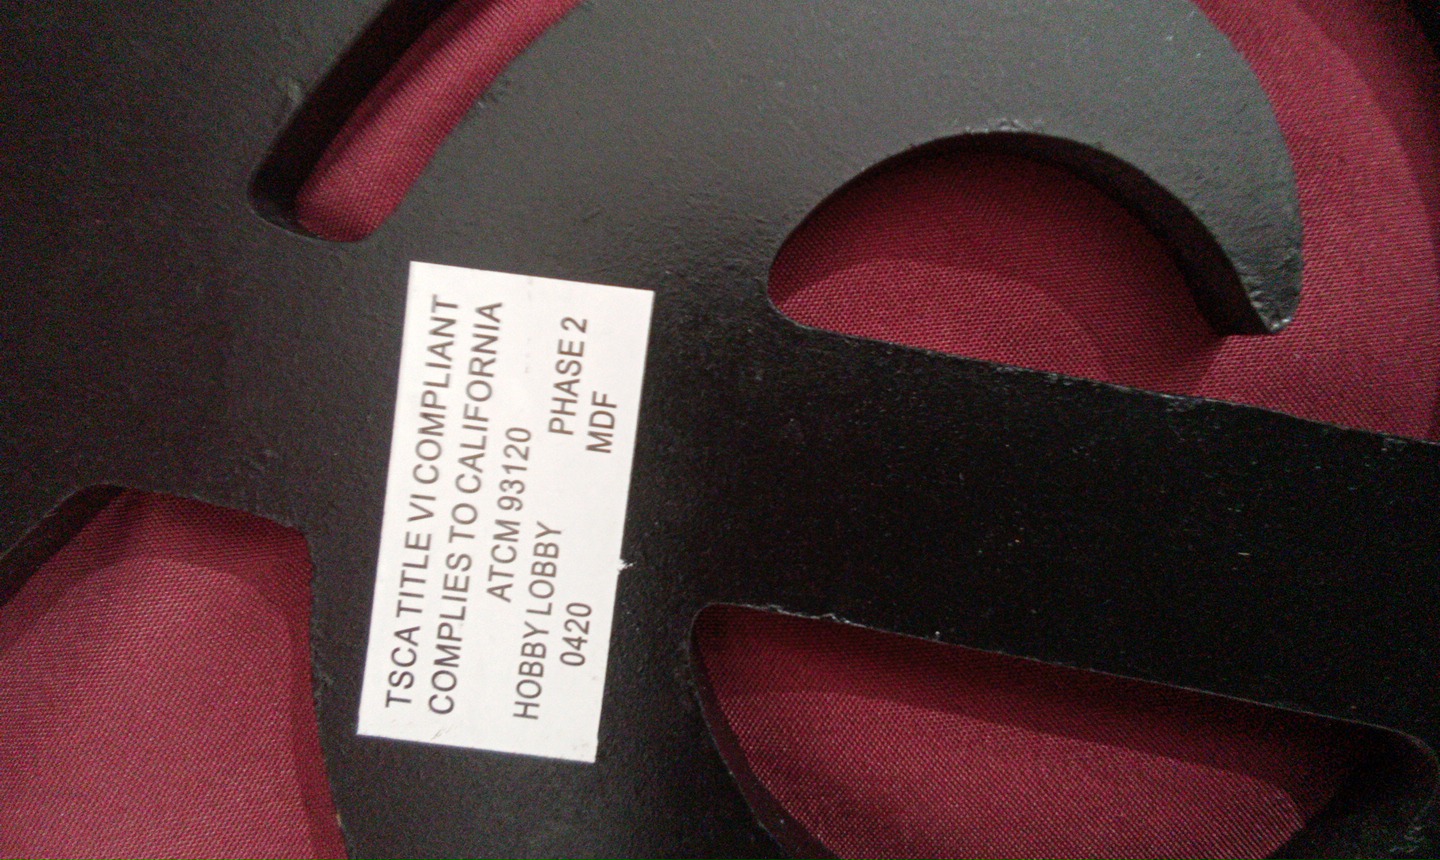 TSCA TITLE VI COMPLIANT
COMPLIES TO CALIFORNIA
ATCM 93120
HOBBY LOBBY PHASE 2
0420 MDF